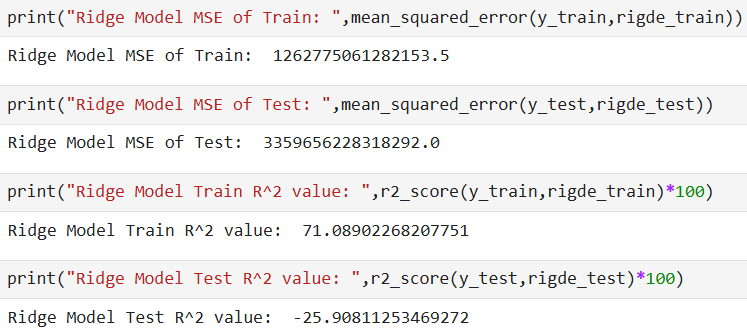 print("Ridge Model MSE of Train: ",mean_squared_error(y_train,rigde_train))
Ridge Model MSE of Train:  1262775061282153.5
print("Ridge Model MSE of Test: ",mean_squared_error(y_test,rigde_test))
Ridge Model MSE of Test:  3359656228318292.0
print("Ridge Model Train R^2 value: ",r2_score(y_train,rigde_train)*100)
Ridge Model Train R^2 value:  71.08902268207751
print("Ridge Model Test R^2 value: ",r2_score(y_test,rigde_test)*100)
Ridge Model Test R^2 value:  -25.90811253469272